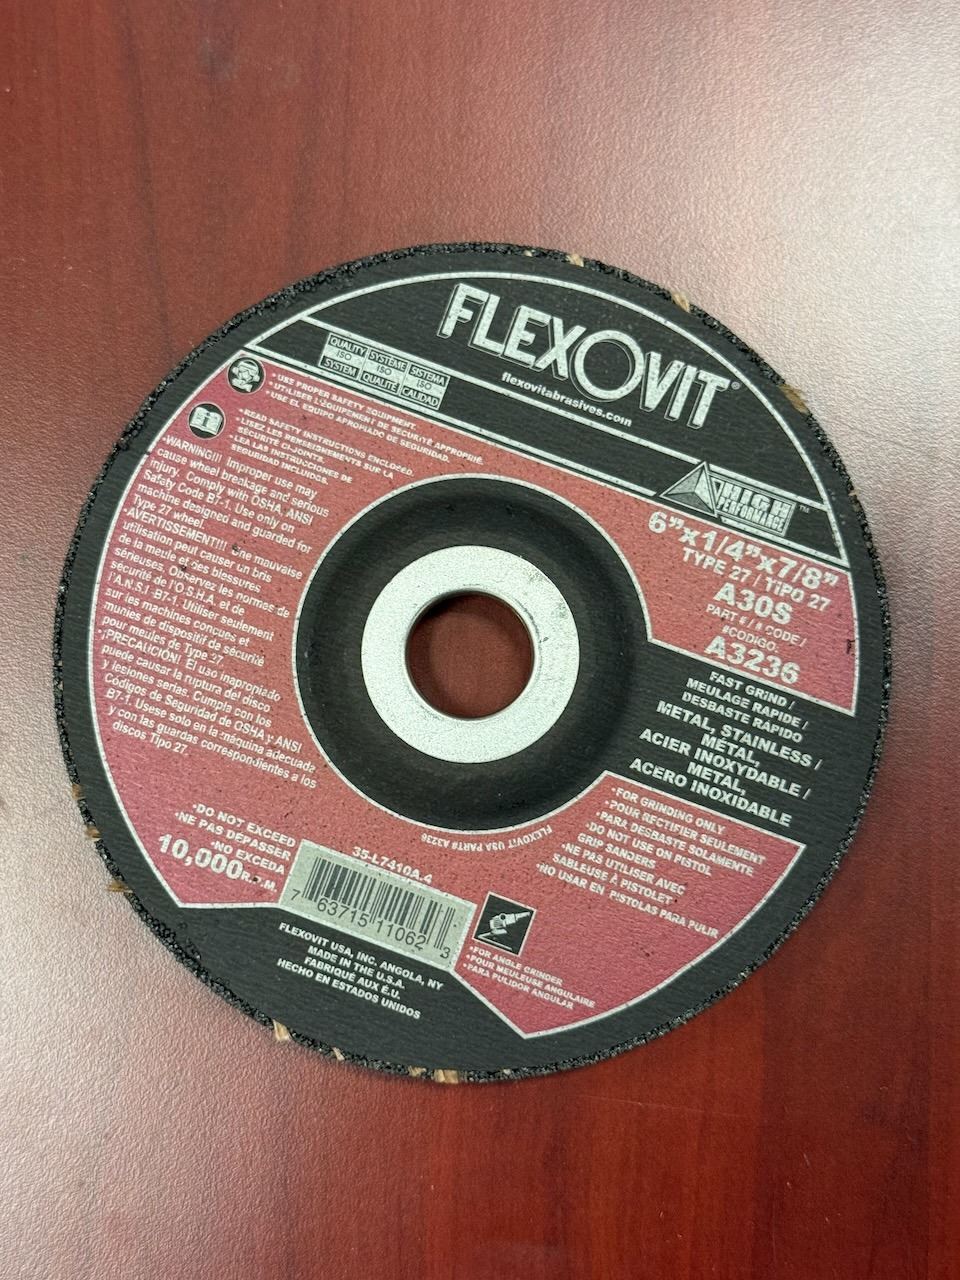 FLEXOVIT®
flexovitabrasives.com
QUALITY SYSTÈME SISTEMA
ISO ISO ISO
SYSTEM QUALITÉ CALIDAD
HIGH
PERFORMANCE™
•USE PROPER SAFETY EQUIPMENT.
•UTILISER L'ÉQUIPEMENT DE SÉCURITÉ APPROPRIÉ.
•USE EL EQUIPO APROPIADO DE SEGURIDAD.
•READ SAFETY INSTRUCTIONS ENCLOSED.
•LISEZ LES RENSEIGNEMENTS SUR LA
SÉCURITÉ CI-JOINTS.
•LEA LAS INSTRUCCIONES DE
SEGURIDAD INCLUIDOS.
•WARNING!!! Improper use may
cause wheel breakage and serious
injury. Comply with OSHA, ANSI
Safety Code B7-1. Use only on
machine designed and guarded for
Type 27 wheel.
•AVERTISSEMENT!!! Une mauvaise
utilisation peut causer un bris
de la meule et des blessures
sérieuses. Observez les normes de
sécurité de l'O.S.H.A. et de
l'A.N.S.I -B7-1. Utiliser seulement
sur les machines conçues et
munies de dispositif de sécurité
pour meules de Type 27
•¡PRECAUCIÓN! El uso inapropiado
puede causar la ruptura del disco
y lesiones serias. Cumpla con los
Códigos de Seguridad de OSHA y ANSI
B7-1. Usese solo en la máquina adecuada
y con las guardas correspondientes a los
discos Tipo 27.
6"x1/4"x7/8"
TYPE 27 / TIPO 27
A30S
PART # / # CODE /
#CODIGO.
A3236
FAST GRIND /
MEULAGE RAPIDE /
DESBASTE RÁPIDO
METAL, STAINLESS /
MÉTAL,
ACIER INOXYDABLE /
METAL,
ACERO INOXIDABLE
•FOR GRINDING ONLY
•POUR RECTIFIER SEULEMENT
•PARA DESBASTE SOLAMENTE
•DO NOT USE ON PISTOL
GRIP SANDERS
•NE PAS UTILISER AVEC
SABLEUSE À PISTOLET
•NO USAR EN PISTOLAS PARA PULIR
•DO NOT EXCEED
•NE PAS DÉPASSER
•NO EXCEDA
10,000R.P.M.
FLEXOVIT USA PART# A3236
35-L7410A.4
7 63715 11062 3
•FOR ANGLE GRINDER
•POUR MEULEUSE ANGULAIRE
•PARA PULIDOR ANGULAR
FLEXOVIT USA, INC. ANGOLA, NY
MADE IN THE U.S.A.
FABRIQUÉ AUX É.U.
HECHO EN ESTADOS UNIDOS